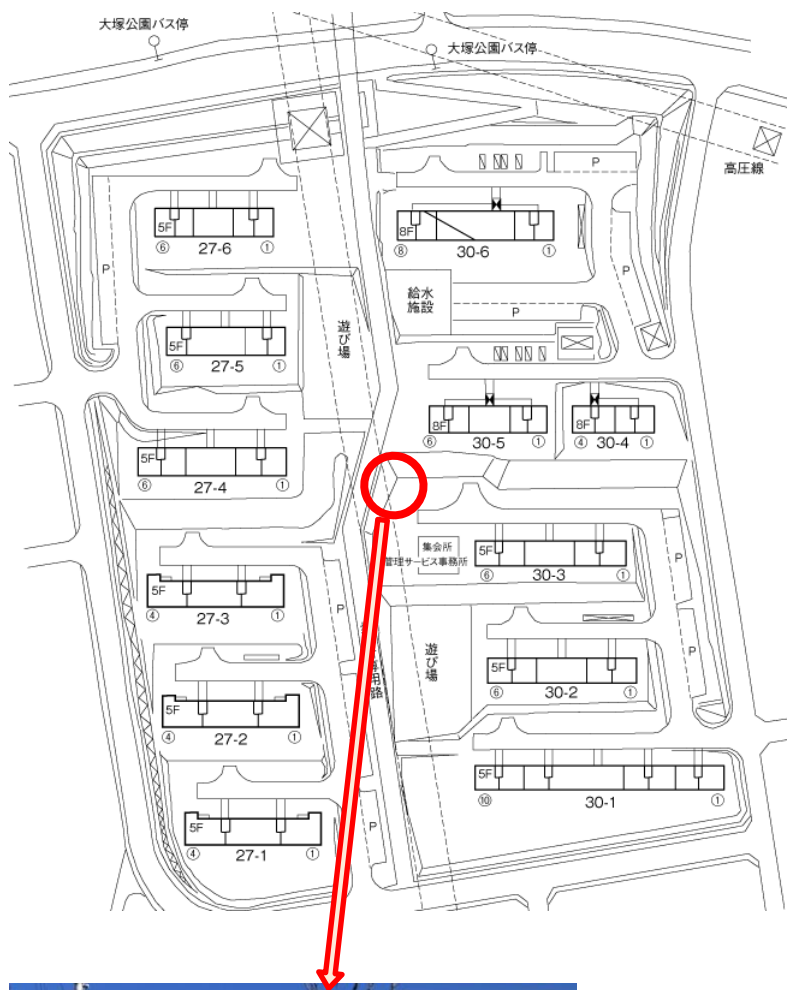 大塚公園バス停
大塚公園バス停
高圧線
P
P
5F
⑥ 27-6 ①
8F
⑧ 30-6 ①
P
P
給水
施設
P
遊び場
5F
⑥ 27-5 ①
5F
⑥ 27-4 ①
8F
⑥ 30-5 ①
8F
④ 30-4 ①
集会所
管理サービス事務所
5F
⑥ 30-3 ①
P
5F
④ 27-3 ①
P
専用路
遊び場
5F
⑥ 30-2 ①
P
5F
④ 27-2 ①
P
5F
⑩ 30-1 ①
5F
④ 27-1 ①